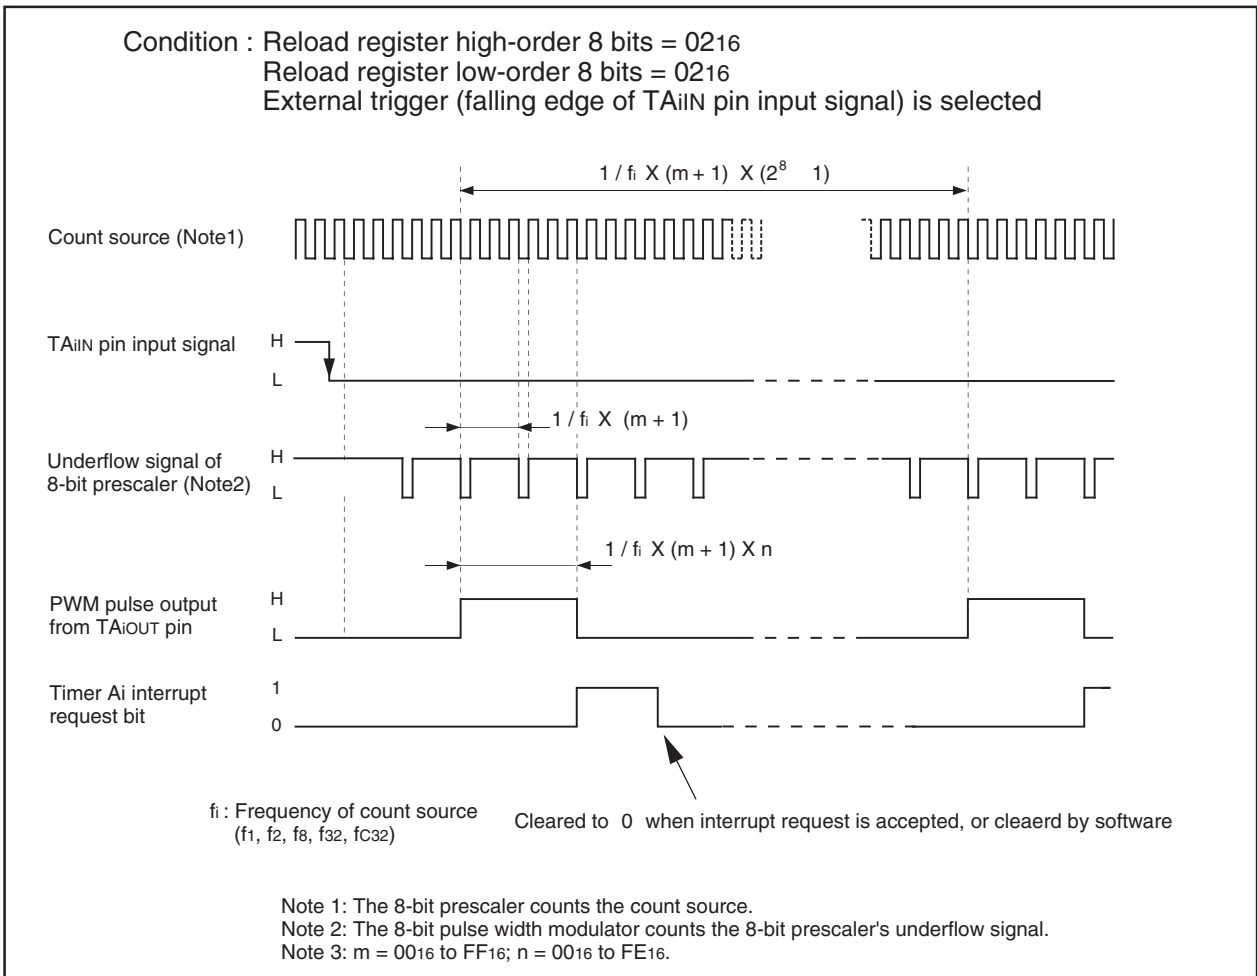 Condition : Reload register high-order 8 bits = 0216
Reload register low-order 8 bits = 0216
External trigger (falling edge of TAiIN pin input signal) is selected
1 / fi X (m + 1) X (2^8 1)
Count source (Note1)
TAiIN pin input signal
H
L
1 / fi X (m + 1)
Underflow signal of
8-bit prescaler (Note2)
H
L
1 / fi X (m + 1) X n
PWM pulse output
from TAiOUT pin
H
L
Timer Ai interrupt
request bit
1
0
fi : Frequency of count source
(f1, f2, f8, f32, fC32)
Cleared to 0 when interrupt request is accepted, or cleaerd by software
Note 1: The 8-bit prescaler counts the count source.
Note 2: The 8-bit pulse width modulator counts the 8-bit prescaler's underflow signal.
Note 3: m = 0016 to FF16; n = 0016 to FE16.